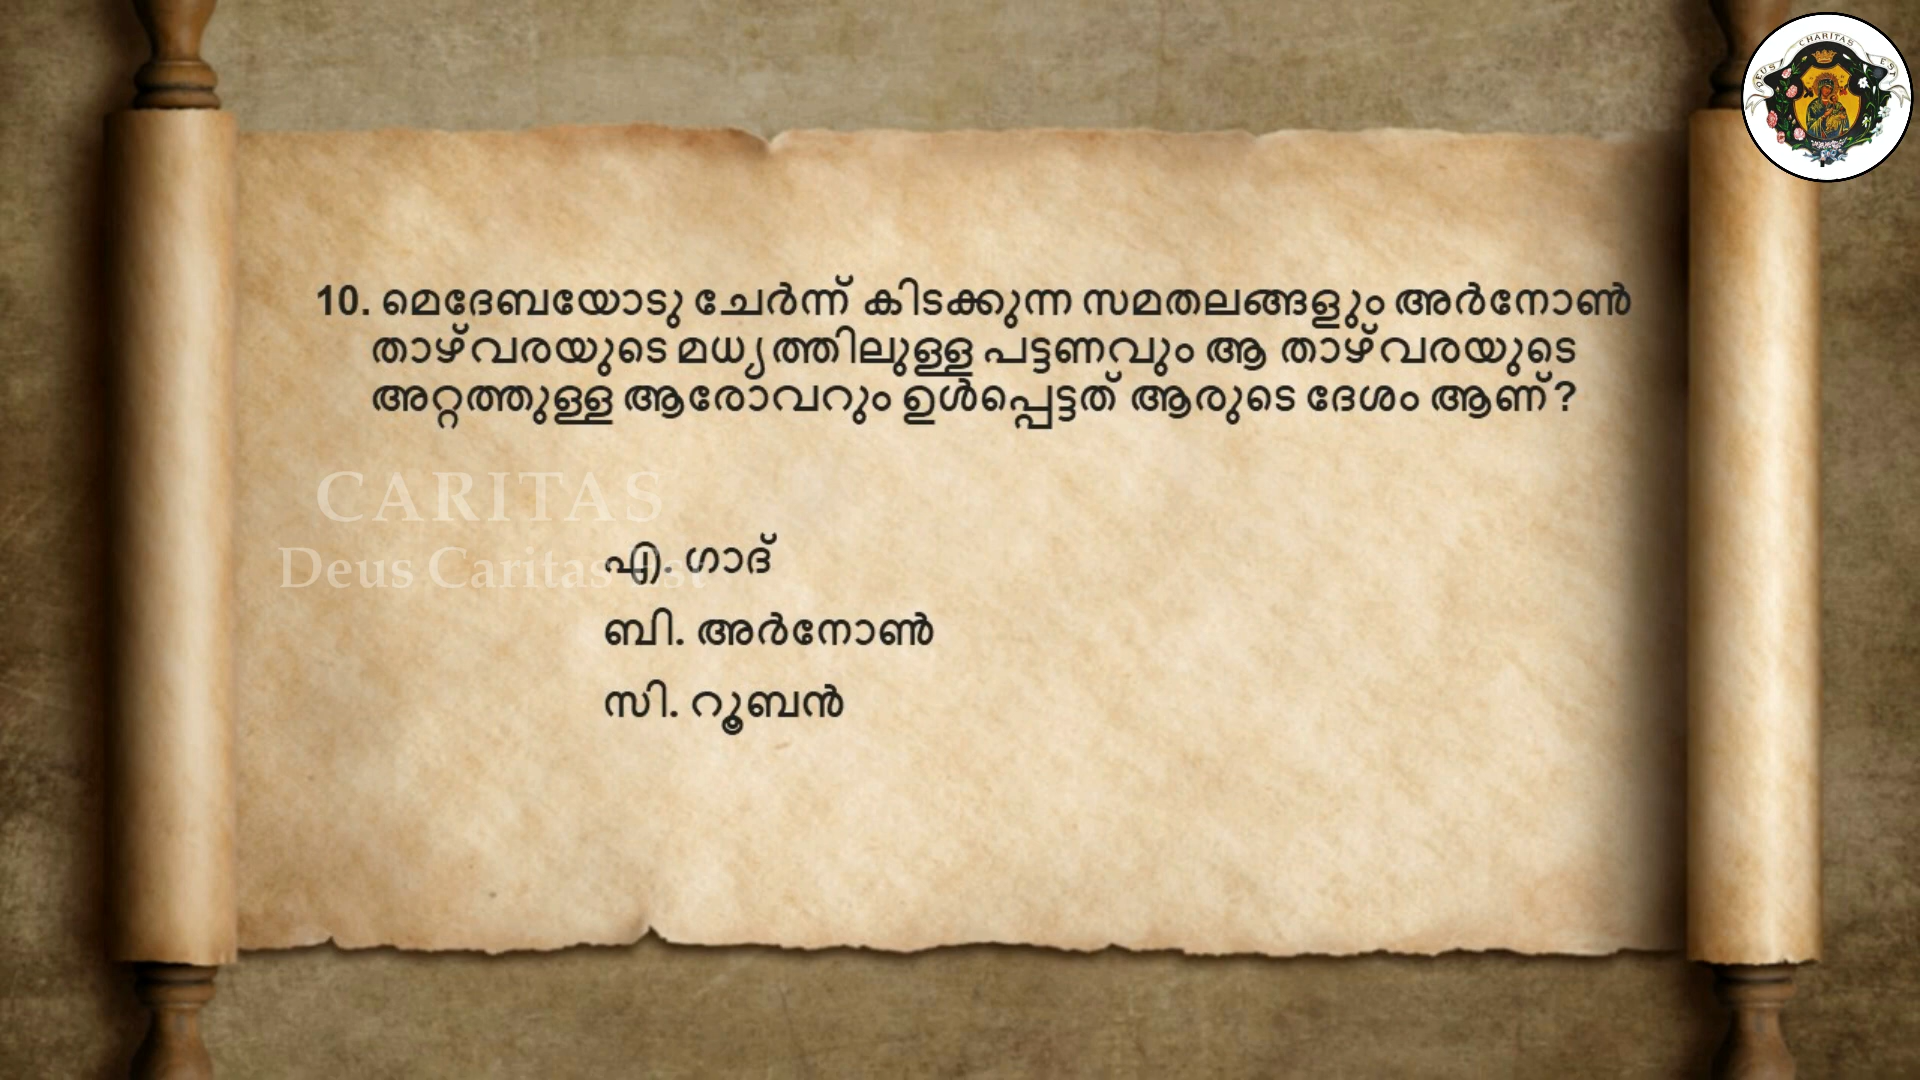 DEUS CHARITAS EST
10. മെദേബയോടു ചേർന്ന് കിടക്കുന്ന സമതലങ്ങളും അർനോൺ
താഴ്വരയുടെ മധ്യത്തിലുള്ള പട്ടണവും ആ താഴ്വരയുടെ
അറ്റത്തുള്ള ആരോവറും ഉൾപ്പെട്ടത് ആരുടെ ദേശം ആണ്?
CARITAS
Deus Caritas est
എ. ഗാദ്
ബി. അർനോൺ
സി. റൂബൻ